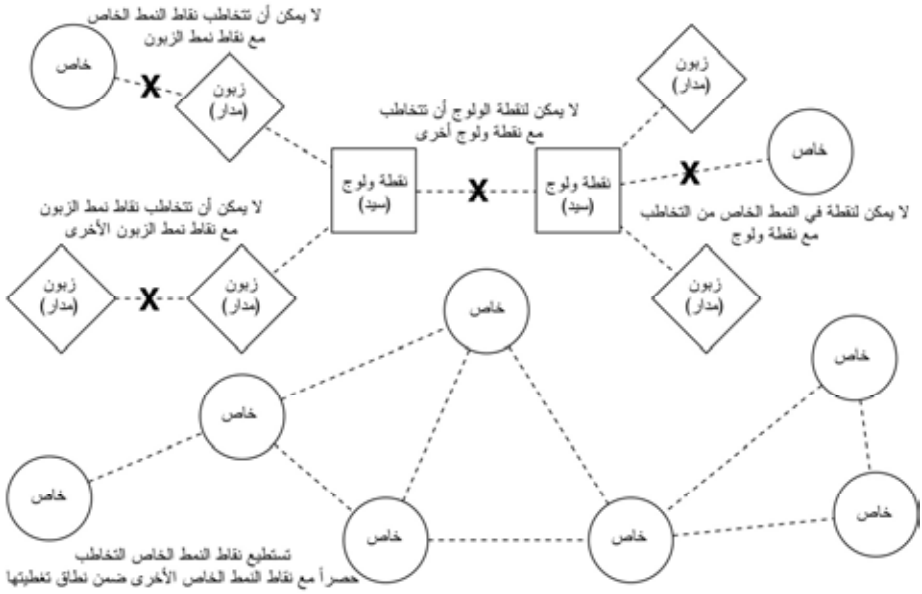 لا يمكن أن تتخاطب نقاط النمط الخاص
مع نقاط نمط الزبون
خاص
زبون
(مدار)
لا يمكن لنقطة الولوج أن تتخاطب
مع نقطة ولوج أخرى
زبون
(مدار)
خاص
نقطة ولوج
(سيد)
نقطة ولوج
(سيد)
لا يمكن لنقطة في النمط الخاص من التخاطب
مع نقطة ولوج
لا يمكن أن تتخاطب نقاط نمط الزبون
مع نقاط نمط الزبون الأخرى
زبون
(مدار)
زبون
(مدار)
زبون
(مدار)
خاص
خاص
خاص
خاص
خاص
خاص
خاص
تستطيع نقاط النمط الخاص التخاطب
حصراً مع نقاط النمط الخاص الأخرى ضمن نطاق تغطيتها